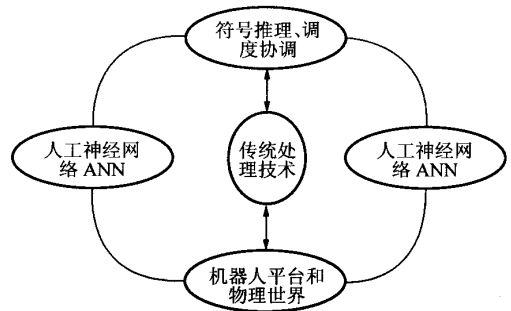 符号推理、调
度协调
人工神经网
络 ANN
传统处
理技术
人工神经网
络 ANN
机器人平台和
物理世界